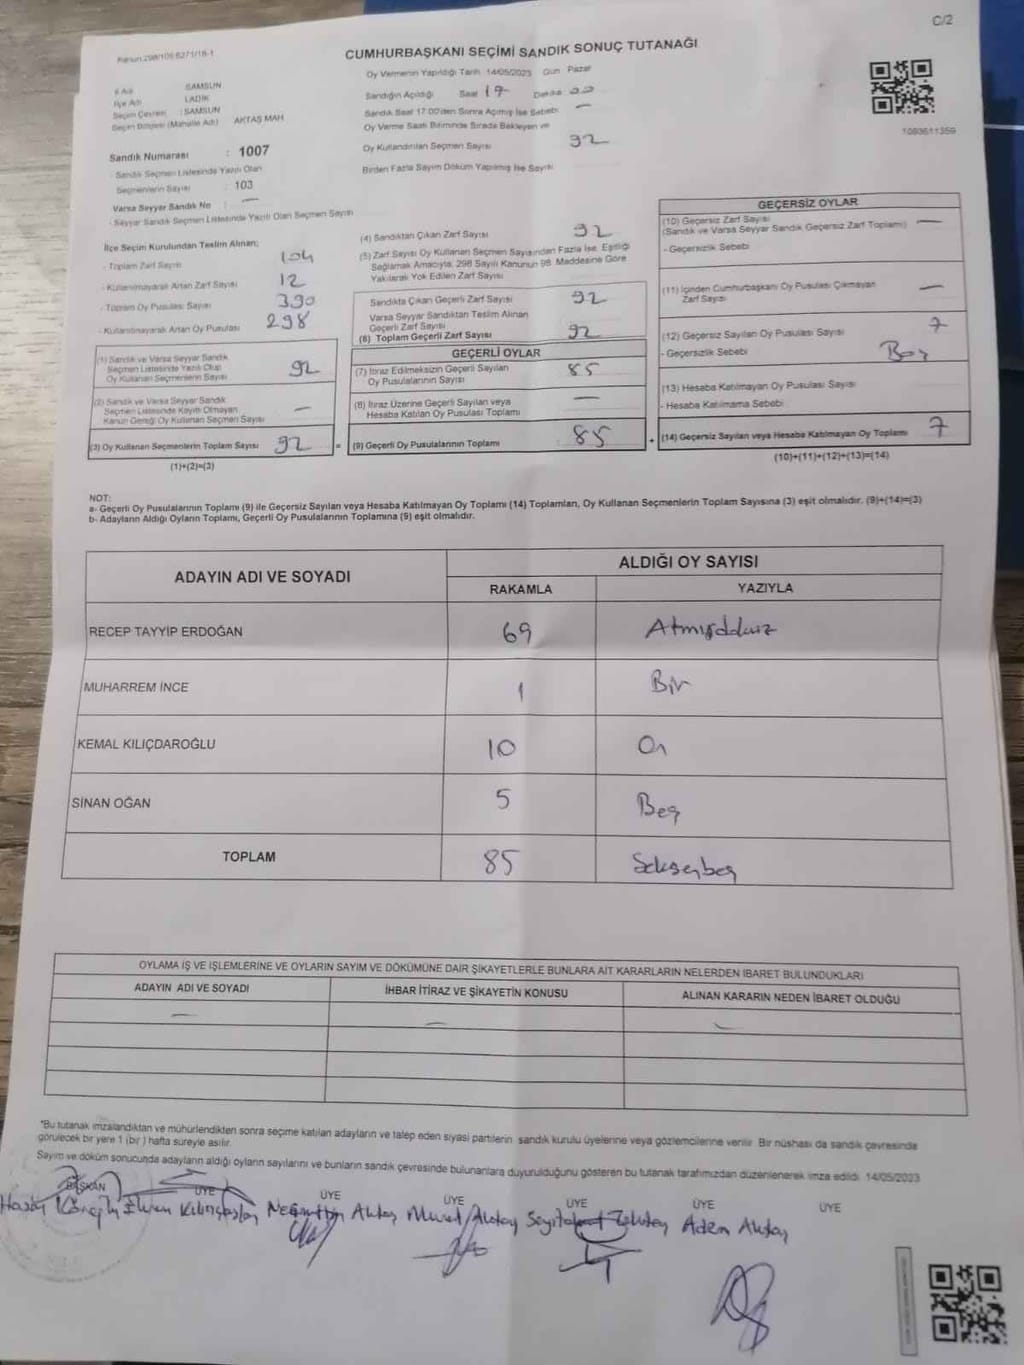 C/2
CUMHURBAŞKANI SEÇİMİ SANDIK SONUÇ TUTANAĞI
Oy Vermenin Yapıldığı Tarih 14/05/2023 Gün Pazar
İl Adı SAMSUN
İlçe Adı LADİK
Seçim Çevresi : SAMSUN
Seçim Bölgesi (Mahalle Adı) AKTAŞ MAH
Sandık Numarası : 1007
Sandık Seçmen Listesinde Yazılı Olan
Seçmenlerin Sayısı : 103
Varsa Seyyar Sandık No : —
- Seyyar Sandık Seçmen Listesinde Yazılı Olan Seçmen Sayısı
Sandığın Açıldığı Saat 17 Dakika
Sandık Saat 17:00'den Sonra Açılmış İse Sebebi —
Oy Verme Saati Bitiminde Sırada Bekleyen ve
Oy Kullandırılan Seçmen Sayısı 92
Birden Fazla Sayım Döküm Yapılmış İse Sayısı
1093611359
İlçe Seçim Kurulundan Teslim Alınan;
- Toplam Zarf Sayısı 104
- Kullanılmayarak Artan Zarf Sayısı 12
- Toplam Oy Pusulası Sayısı 390
- Kullanılmayarak Artan Oy Pusulası 298
(1) Sandık ve Varsa Seyyar Sandık
Seçmen Listesinde Yazılı Olup
Oy Kullanan Seçmenlerin Sayısı 92
(2) Sandık ve Varsa Seyyar Sandık
Seçmen Listesinde Kayıtlı Olmayan
Kanun Gereği Oy Kullanan Seçmen Sayısı —
(3) Oy Kullanan Seçmenlerin Toplam Sayısı 92 =
(1)+(2)=(3)
(4) Sandıktan Çıkan Zarf Sayısı 92
(5) Zarf Sayısı Oy Kullanan Seçmen Sayısından Fazla İse, Eşitliği
Sağlamak Amacıyla, 298 Sayılı Kanunun 98. Maddesine Göre
Yakılarak Yok Edilen Zarf Sayısı
Sandıkta Çıkan Geçerli Zarf Sayısı 92
Varsa Seyyar Sandıktan Teslim Alınan
Geçerli Zarf Sayısı
(6) Toplam Geçerli Zarf Sayısı 92
GEÇERLİ OYLAR
(7) İtiraz Edilmeksizin Geçerli Sayılan
Oy Pusulalarının Sayısı 85
(8) İtiraz Üzerine Geçerli Sayılan veya
Hesaba Katılan Oy Pusulası Toplamı —
(9) Geçerli Oy Pusulalarının Toplamı 85 +
GEÇERSİZ OYLAR
(10) Geçersiz Zarf Sayısı
(Sandık ve Varsa Seyyar Sandık Geçersiz Zarf Toplamı) —
- Geçersizlik Sebebi
(11) İçinden Cumhurbaşkanı Oy Pusulası Çıkmayan
Zarf Sayısı —
(12) Geçersiz Sayılan Oy Pusulası Sayısı 7
- Geçersizlik Sebebi
(13) Hesaba Katılmayan Oy Pusulası Sayısı
- Hesaba Katılmama Sebebi
(14) Geçersiz Sayılan veya Hesaba Katılmayan Oy Toplamı 7
(10)+(11)+(12)+(13)=(14)
NOT:
a- Geçerli Oy Pusulalarının Toplamı (9) ile Geçersiz Sayılan veya Hesaba Katılmayan Oy Toplamı (14) Toplamları, Oy Kullanan Seçmenlerin Toplam Sayısına (3) eşit olmalıdır. (9)+(14)=(3)
b- Adayların Aldığı Oyların Toplamı, Geçerli Oy Pusulalarının Toplamına (9) eşit olmalıdır.
ADAYIN ADI VE SOYADI ALDIĞI OY SAYISI
RAKAMLA YAZIYLA
RECEP TAYYİP ERDOĞAN 69 Atmışdokuz
MUHARREM İNCE 1 Bir
KEMAL KILIÇDAROĞLU 10 On
SİNAN OĞAN 5 Beş
TOPLAM 85 Seksenbeş
OYLAMA İŞ VE İŞLEMLERİNE VE OYLARIN SAYIM VE DÖKÜMÜNE DAİR ŞİKAYETLERLE BUNLARA AİT KARARLARIN NELERDEN İBARET BULUNDUKLARI
ADAYIN ADI VE SOYADI İHBAR İTİRAZ VE ŞİKAYETİN KONUSU ALINAN KARARIN NEDEN İBARET OLDUĞU
— — —
"Bu tutanak imzalandıktan ve mühürlendikten sonra seçime katılan adayların ve talep eden siyasi partilerin sandık kurulu üyelerine veya gözlemcilerine verilir. Bir nüshası da sandık çevresinde
görülecek bir yere 1 (bir) hafta süreyle asılır.
Sayım ve döküm sonucunda adayların aldığı oyların sayılarını ve bunların sandık çevresinde bulunanlara duyurulduğunu gösteren bu tutanak tarafımızdan düzenlenerek imza edildi. 14/05/2023
BAŞKAN ÜYE ÜYE ÜYE ÜYE ÜYE ÜYE
Kılınçaslan Necmettin Aktaş Murat Aktaş Adem Aktaş